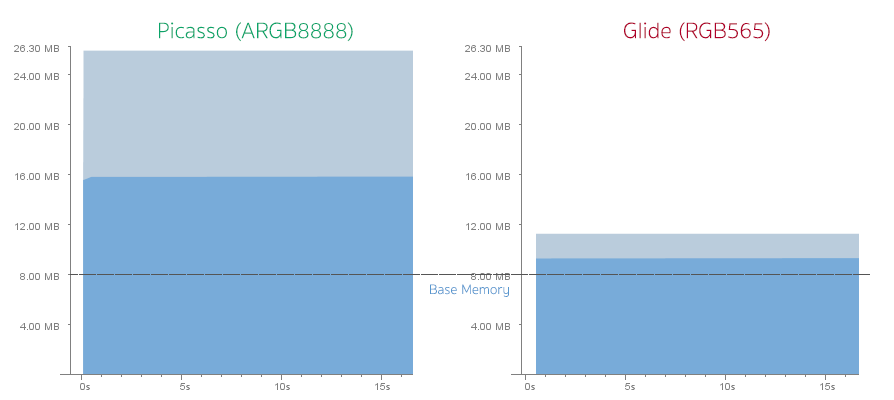 Picasso (ARGB8888)
26.30 MB
24.00 MB
20.00 MB
16.00 MB
12.00 MB
8.00 MB
4.00 MB
0s 5s 10s 15s
Glide (RGB565)
26.30 MB
24.00 MB
20.00 MB
16.00 MB
12.00 MB
8.00 MB
Base Memory
4.00 MB
0s 5s 10s 15s